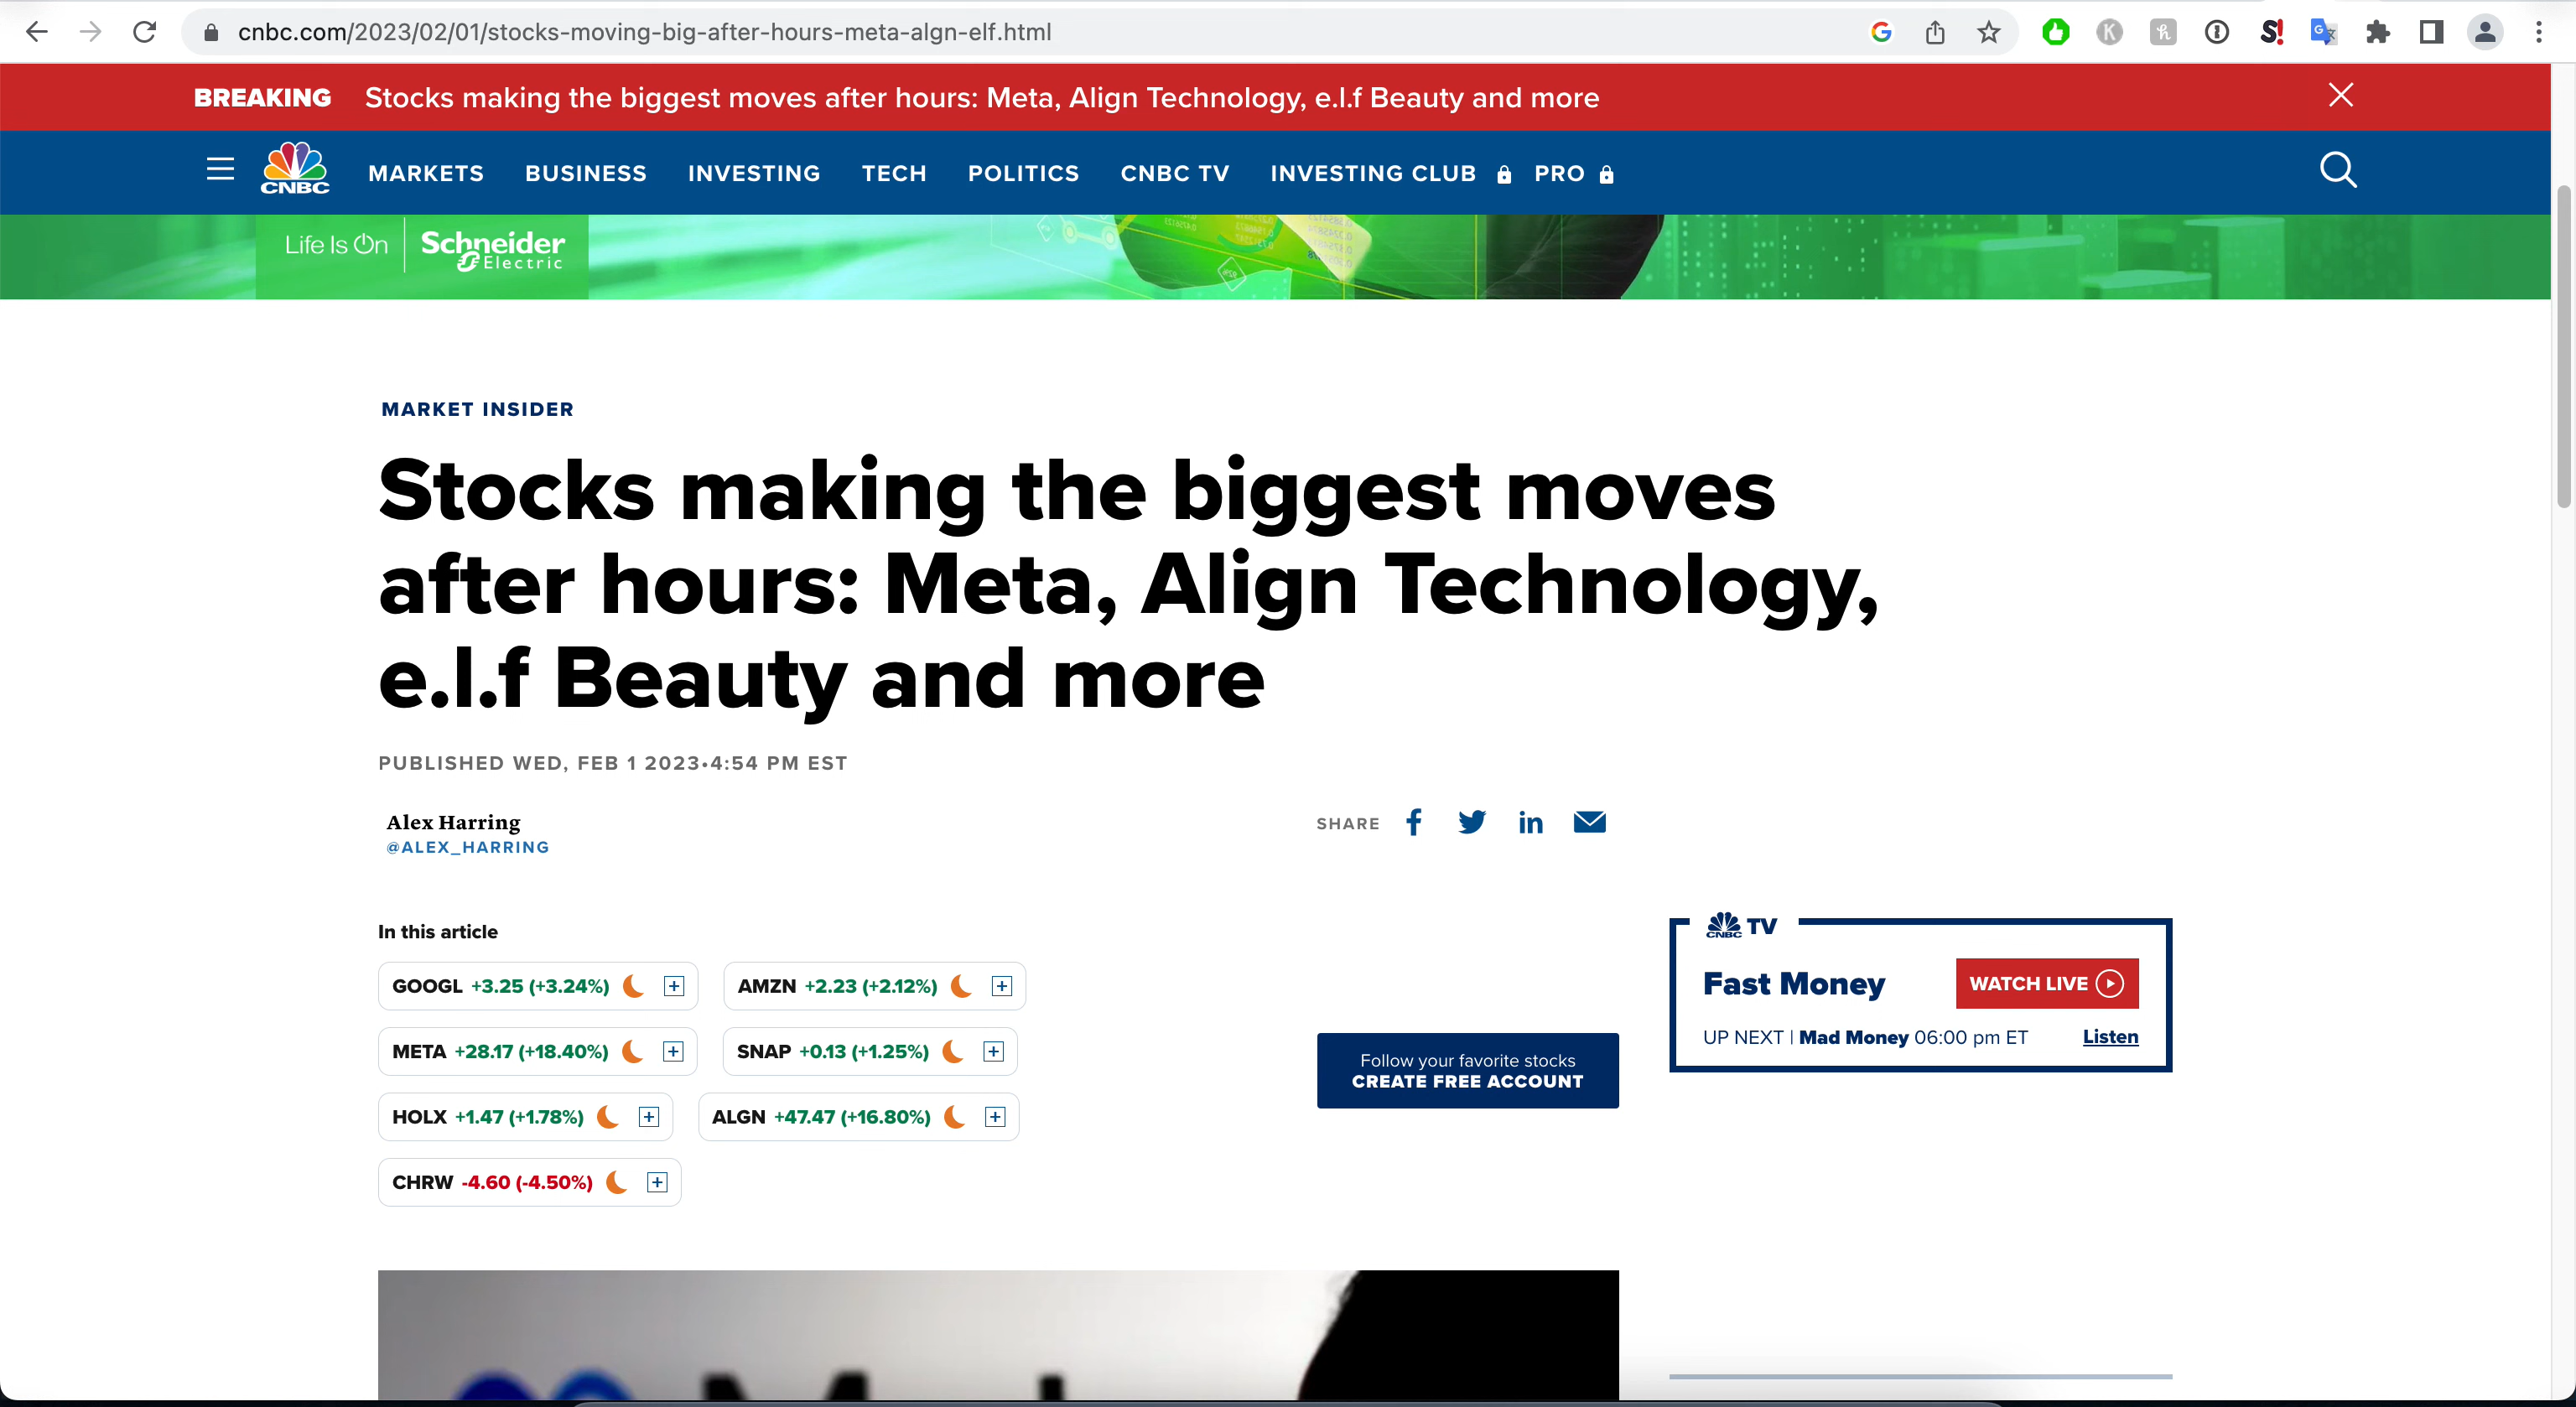 cnbc.com/2023/02/01/stocks-moving-big-after-hours-meta-algn-elf.html
BREAKING Stocks making the biggest moves after hours: Meta, Align Technology, e.l.f Beauty and more
CNBC MARKETS BUSINESS INVESTING TECH POLITICS CNBC TV INVESTING CLUB PRO
Life Is On Schneider Electric
MARKET INSIDER
Stocks making the biggest moves
after hours: Meta, Align Technology,
e.l.f Beauty and more
PUBLISHED WED, FEB 1 2023•4:54 PM EST
Alex Harring
@ALEX_HARRING
SHARE
In this article
GOOGL +3.25 (+3.24%) AMZN +2.23 (+2.12%)
META +28.17 (+18.40%) SNAP +0.13 (+1.25%)
HOLX +1.47 (+1.78%) ALGN +47.47 (+16.80%)
CHRW -4.60 (-4.50%)
Follow your favorite stocks
CREATE FREE ACCOUNT
CNBC TV
Fast Money WATCH LIVE
UP NEXT | Mad Money 06:00 pm ET Listen